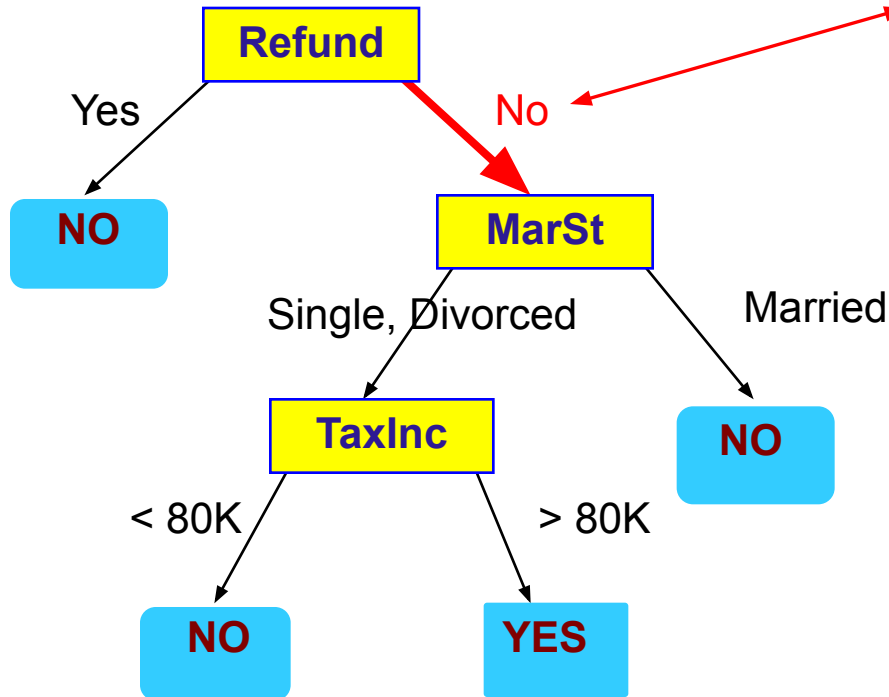 Refund
Yes
No
NO
MarSt
Single, Divorced
Married
TaxInc
NO
< 80K
> 80K
NO
YES